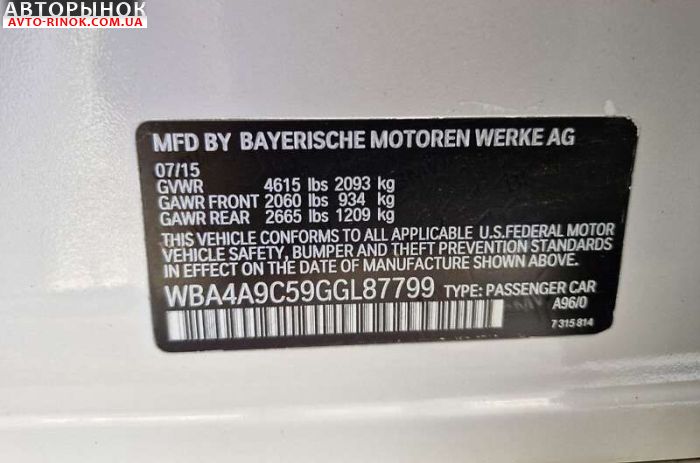 АВТОРЫНОК
AVTO-RINOK.COM.UA
MFD BY BAYERISCHE MOTOREN WERKE AG
07/15
GVWR 4615 lbs 2093 kg
GAWR FRONT 2060 lbs 934 kg
GAWR REAR 2665 lbs 1209 kg
THIS VEHICLE CONFORMS TO ALL APPLICABLE U.S.FEDERAL MOTOR
VEHICLE SAFETY, BUMPER AND THEFT PREVENTION STANDARDS
IN EFFECT ON THE DATE OF MANUFACTURE SHOWN ABOVE.
WBA4A9C59GGL87799 TYPE: PASSENGER CAR
A96/0
7 315 814